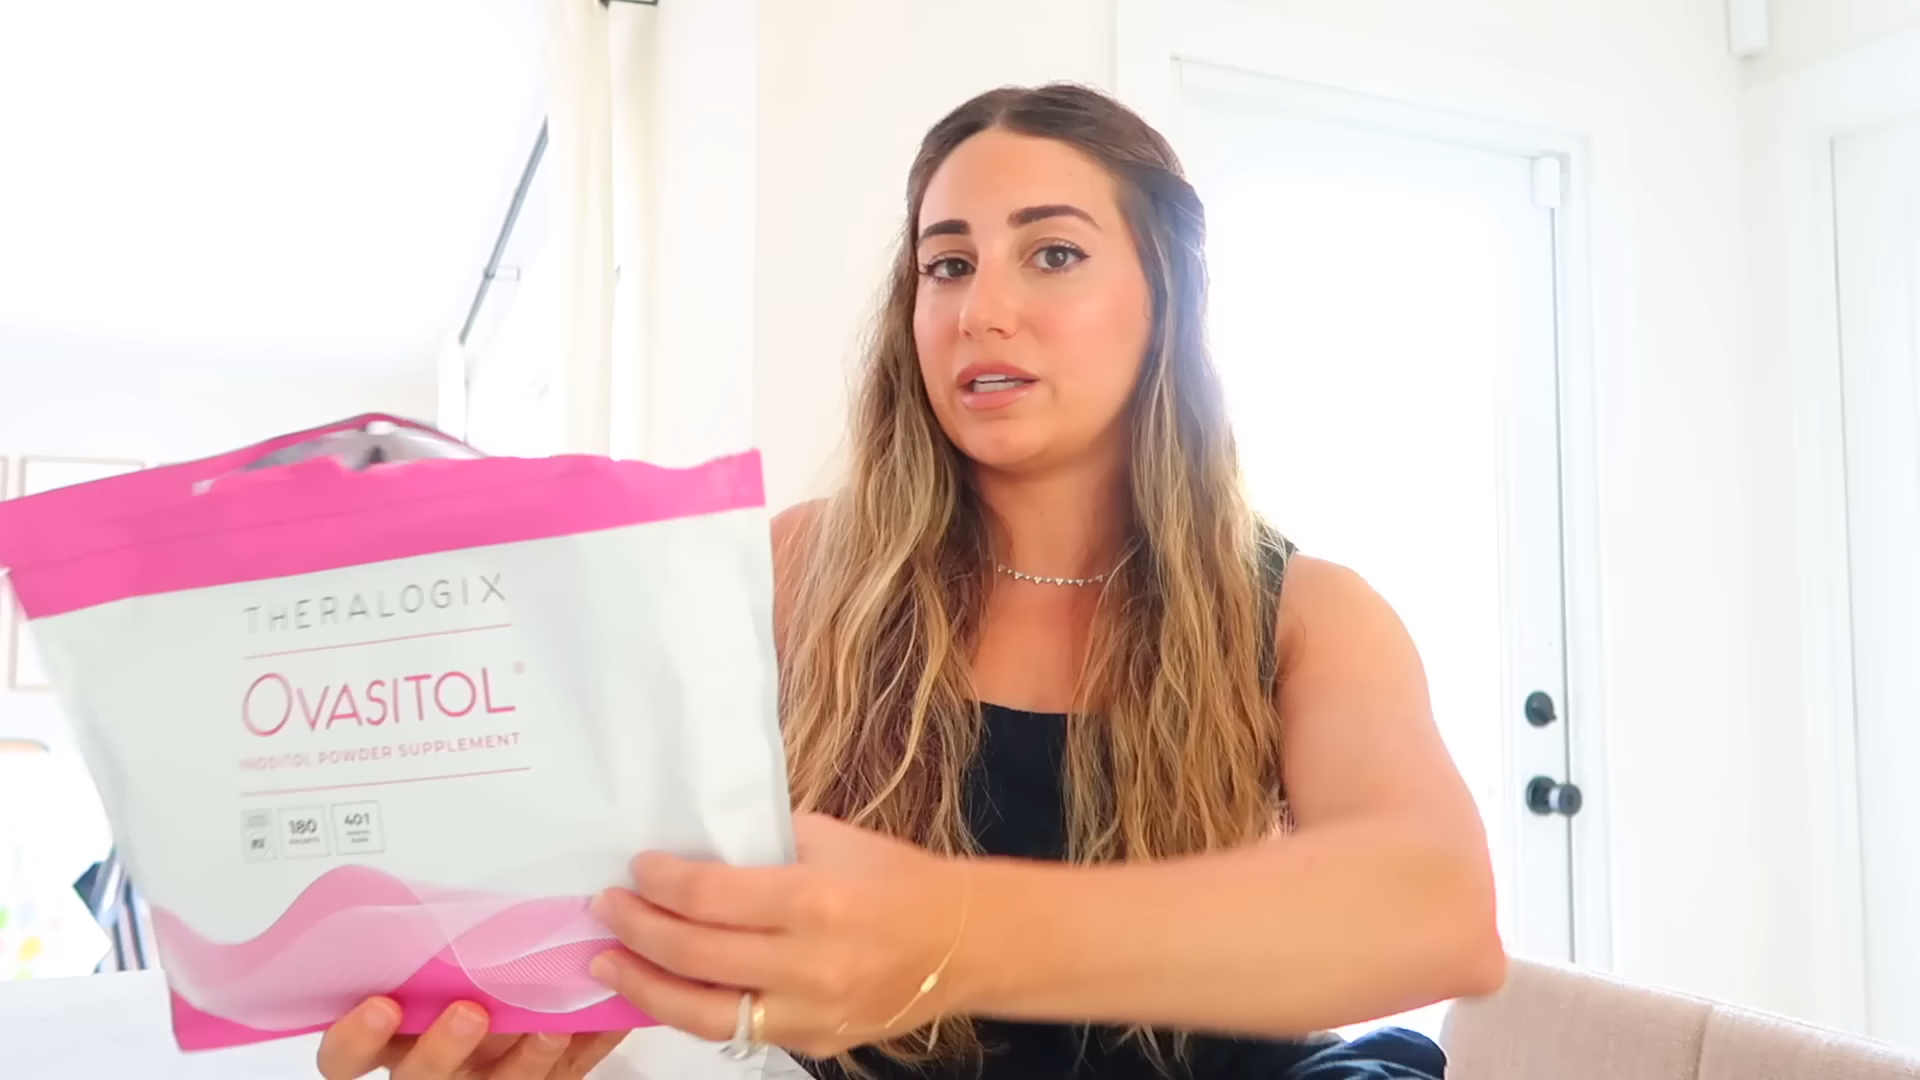 THERALOGIX
OVASITOL®
INOSITOL POWDER SUPPLEMENT
180
401